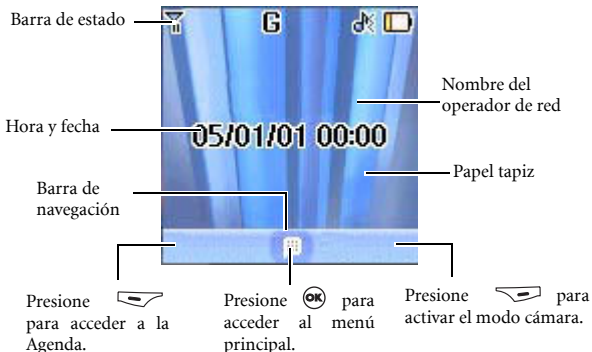 Barra de estado
G
Nombre del
operador de red
Hora y fecha
05/01/01 00:00
Papel tapiz
Barra de
navegación
Presione para acceder a la
Agenda.
Presione OK para
acceder al menú
principal.
Presione para
activar el modo cámara.